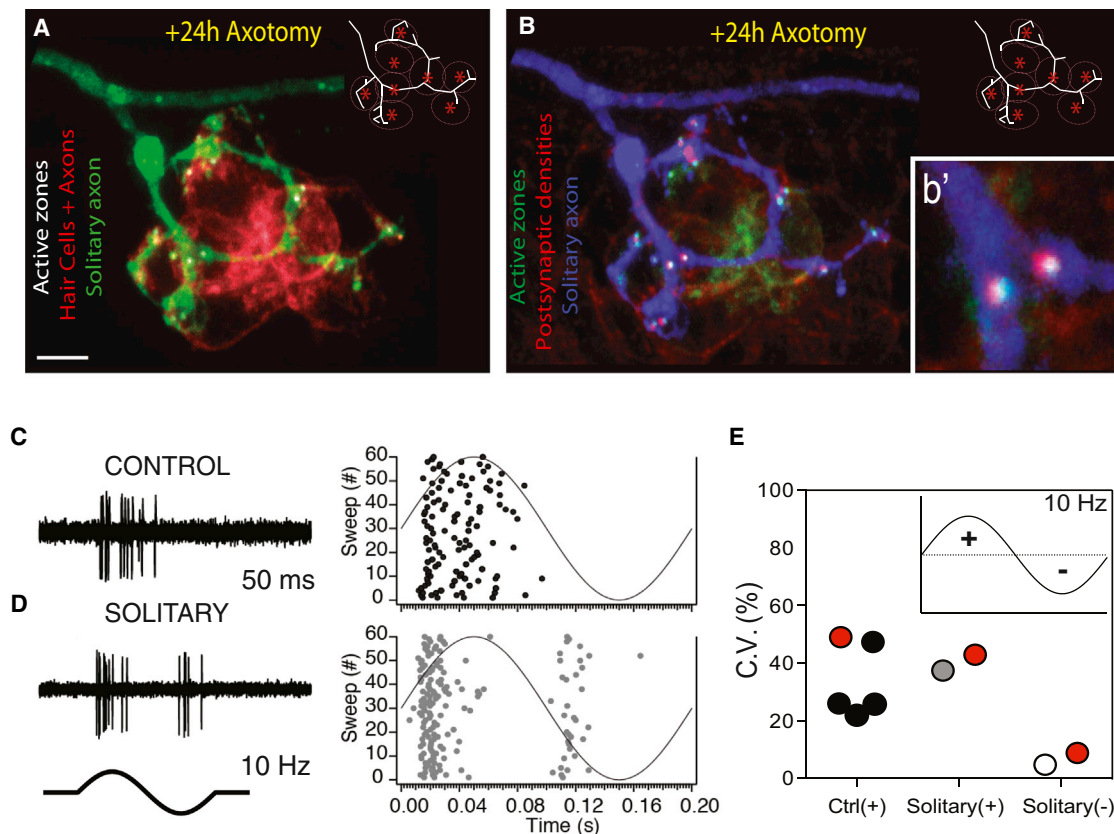 A
+24h Axotomy
Active zones
Hair Cells + Axons
Solitary axon
B
+24h Axotomy
Active zones
Postsynaptic densities
Solitary axon
b'
C
CONTROL
50 ms
D
SOLITARY
10 Hz
Sweep (#)
60
50
40
30
20
10
0
Sweep (#)
60
50
40
30
20
10
0
0.00
0.04
0.08
0.12
0.16
0.20
Time (s)
E
C.V. (%)
100
80
60
40
20
0
10 Hz
+
-
Ctrl(+)
Solitary(+)
Solitary(-)